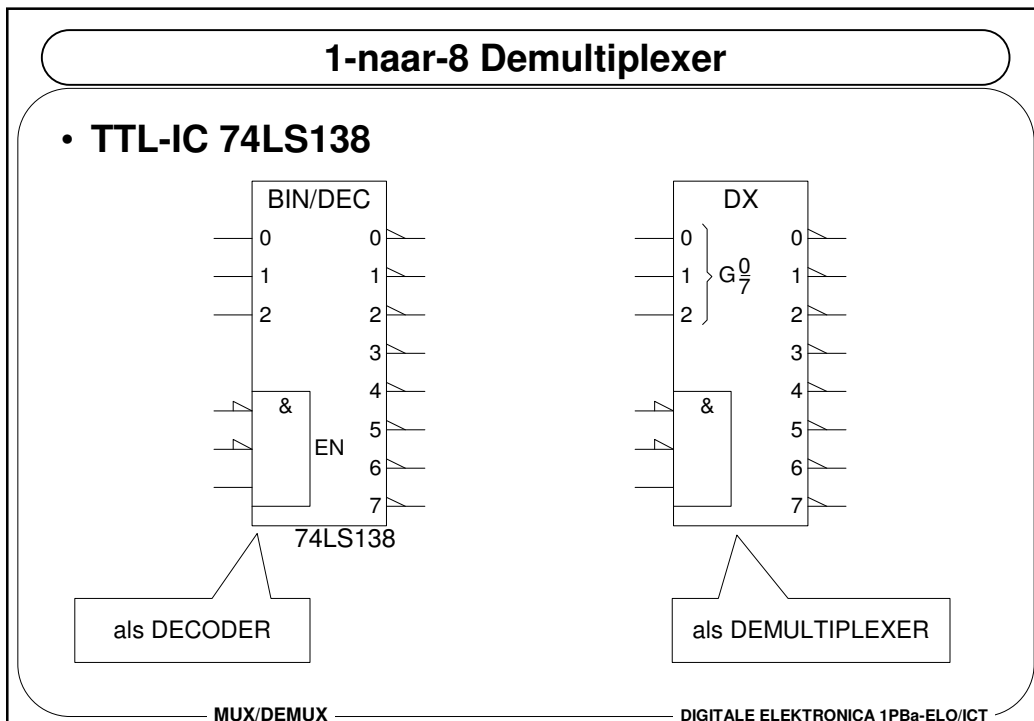 1-naar-8 Demultiplexer
• TTL-IC 74LS138
BIN/DEC
0 0
1 1
2 2
3
& 4
5
EN
6
7
74LS138
als DECODER
DX
0 0
1 G 0/7 1
2 2
3
& 4
5
6
7
als DEMULTIPLEXER
MUX/DEMUX
DIGITALE ELEKTRONICA 1PBa-ELO/ICT